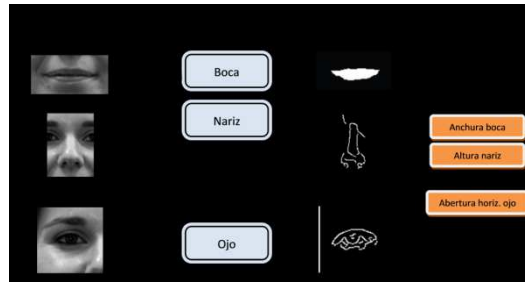 Boca
Nariz
Anchura boca
Altura nariz
Abertura horiz. ojo
Ojo